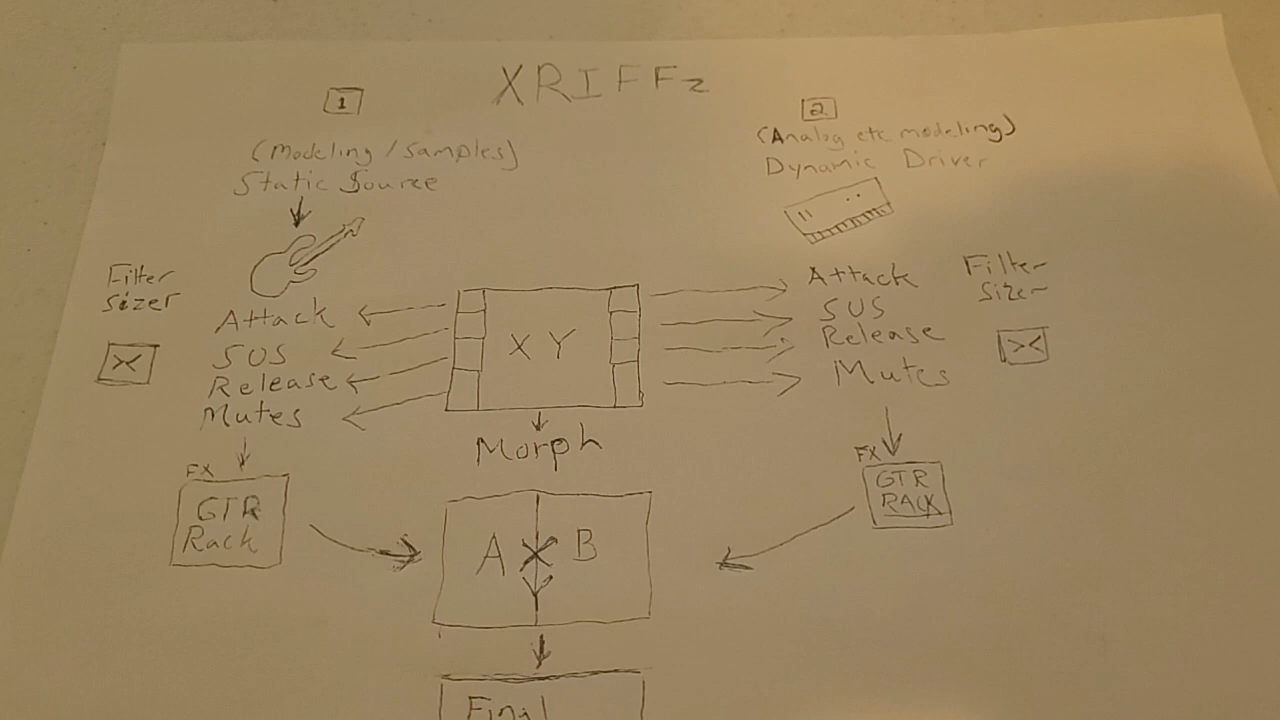 XRIFFz
1
(Modeling / Samples)
Static Source
2
(Analog etc modeling)
Dynamic Driver
Filter
sizer
Attack
SUS
Release
Mutes
XY
Morph
Attack
SUS
Release
Mutes
Filter
Sizer
FX
GTR
Rack
FX
GTR
RACK
A X B
Y
Final